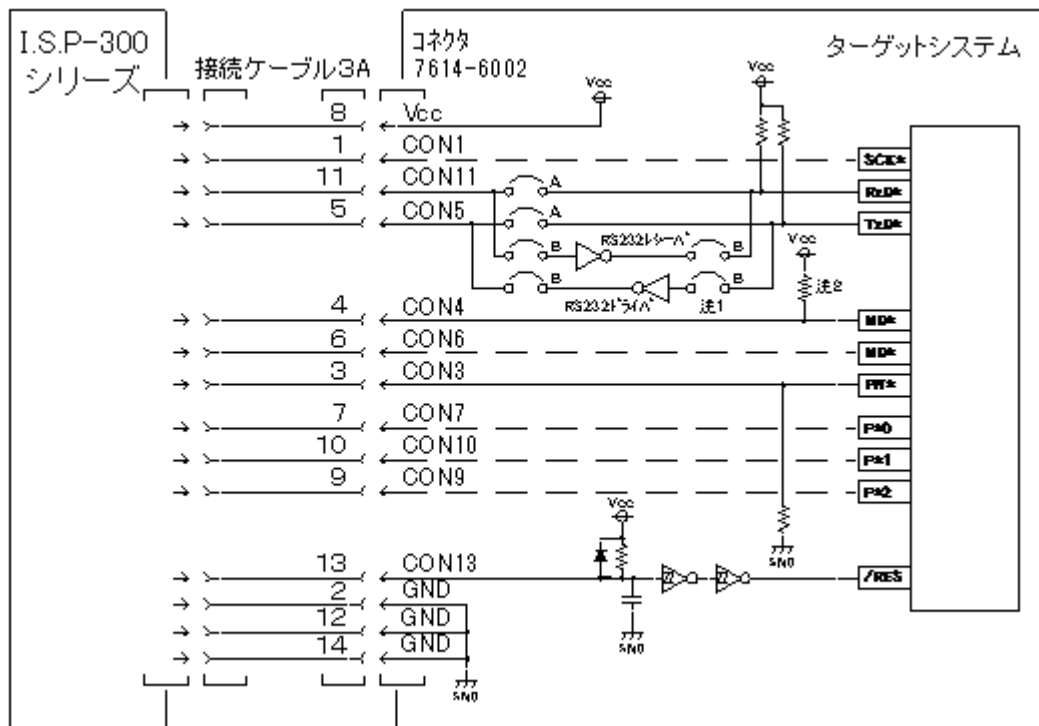 I.S.P-300
シリーズ
接続ケーブル3A
コネクタ
7614-6002
ターゲットシステム
8 Vcc Vcc Vcc
1 CON1 SCK*
11 CON11 A RxD*
5 CON5 A TxD*
B RS232レシーバ B Vcc
B RS232ドライバ 注1 B 注2
4 CON4 MD*
6 CON6 MD*
3 CON3 PW*
7 CON7 P*0
10 CON10 P*1
9 CON9 P*2
Vcc
GND
13 CON13 /RES
2 GND
12 GND GND
14 GND
GND